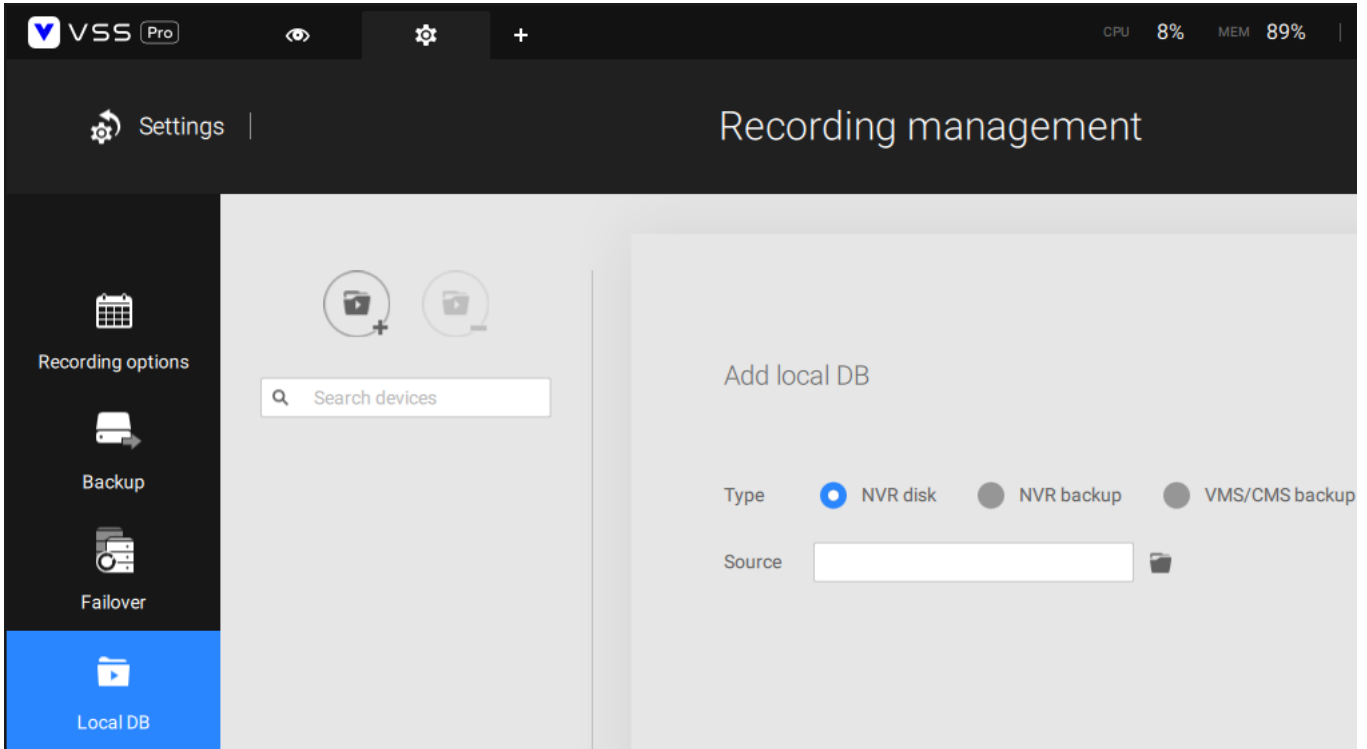 VSS Pro
CPU 8% MEM 89%
Settings
Recording management
Recording options
Backup
Failover
Local DB
Search devices
Add local DB
Type NVR disk NVR backup VMS/CMS backup
Source